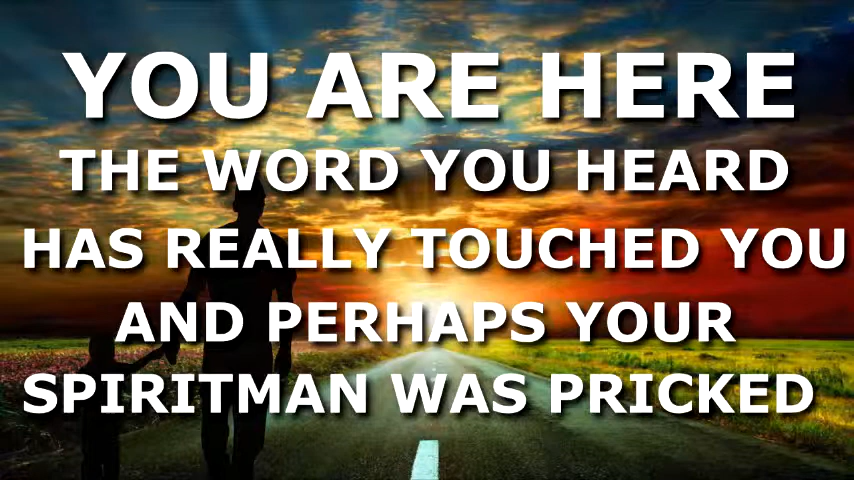 YOU ARE HERE
THE WORD YOU HEARD
HAS REALLY TOUCHED YOU
AND PERHAPS YOUR
SPIRITMAN WAS PRICKED